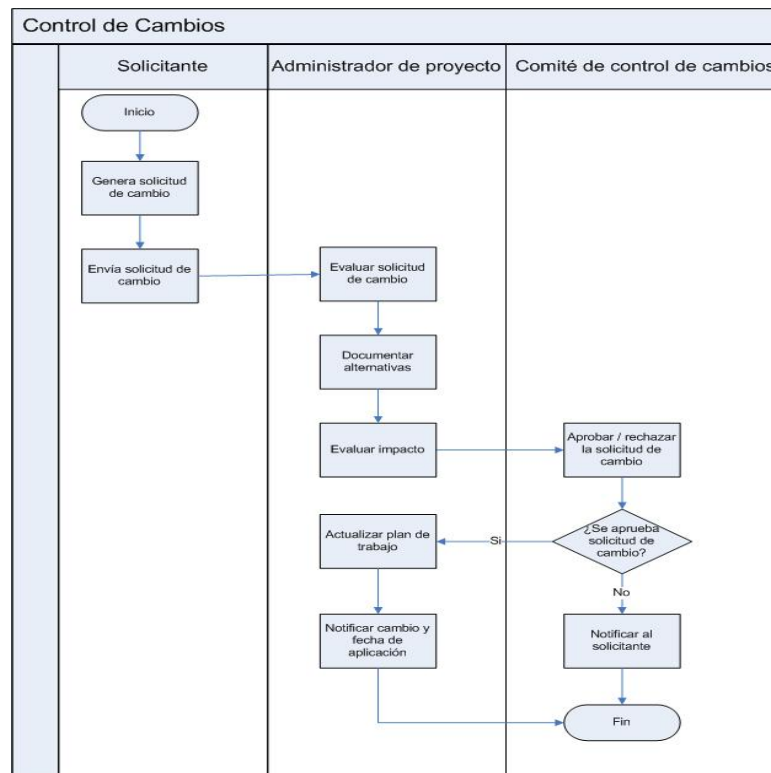 Control de Cambios
Solicitante
Administrador de proyecto
Comité de control de cambios
Inicio
Genera solicitud
de cambio
Envía solicitud de
cambio
Evaluar solicitud
de cambio
Documentar
alternativas
Evaluar impacto
Aprobar / rechazar
la solicitud de
cambio
¿Se aprueba
solicitud de
cambio?
Si
Actualizar plan de
trabajo
No
Notificar cambio y
fecha de
aplicación
Notificar al
solicitante
Fin